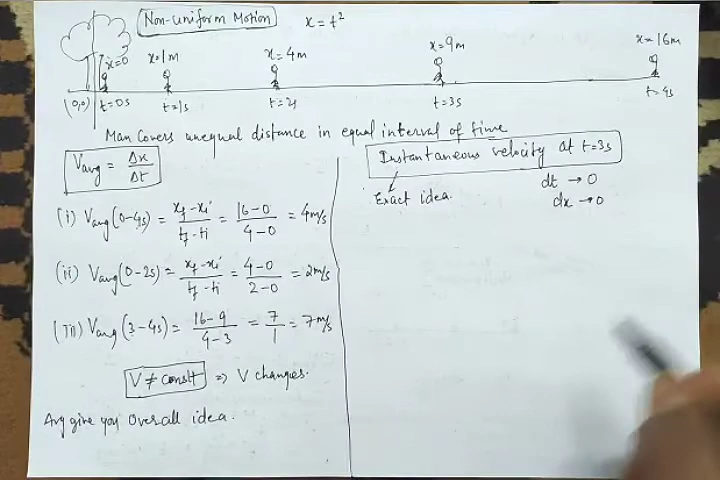 Non-Uniform Motion x = t²
x=0 x=1m x=4m x=9m x=16m
(0,0) t=0s t=1s t=2s t=3s t=4s
Man Covers unequal distance in equal interval of time
Vavg = Δx/Δt
(i) Vavg(0-4s) = xf-xi/tf-ti = 16-0/4-0 = 4m/s
(ii) Vavg(0-2s) = xf-xi/tf-ti = 4-0/2-0 = 2m/s
(iii) Vavg(3-4s) = 16-9/4-3 = 7/1 = 7m/s
V ≠ const ⇒ V changes.
Avg give you Overall idea.
Instantaneous velocity at t=3s
Exact idea.
dt → 0
dx → 0